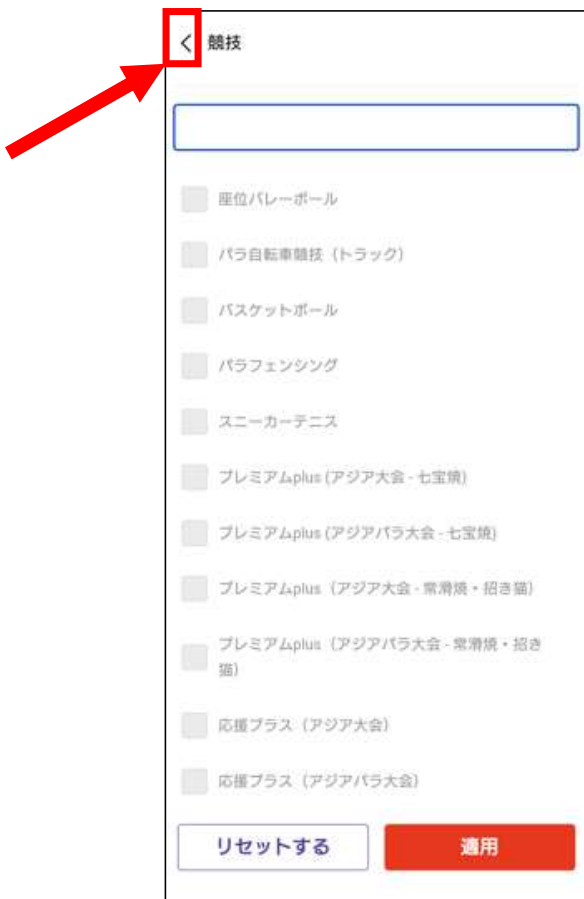 競技
座位バレーボール
パラ自転車競技（トラック）
バスケットボール
パラフェンシング
スニーカーテニス
プレミアムplus (アジア大会 - 七宝焼)
プレミアムplus (アジアパラ大会 - 七宝焼)
プレミアムplus（アジア大会 - 常滑焼・招き猫）
プレミアムplus（アジアパラ大会 - 常滑焼・招き
猫）
応援プラス（アジア大会）
応援プラス（アジアパラ大会）
リセットする
適用